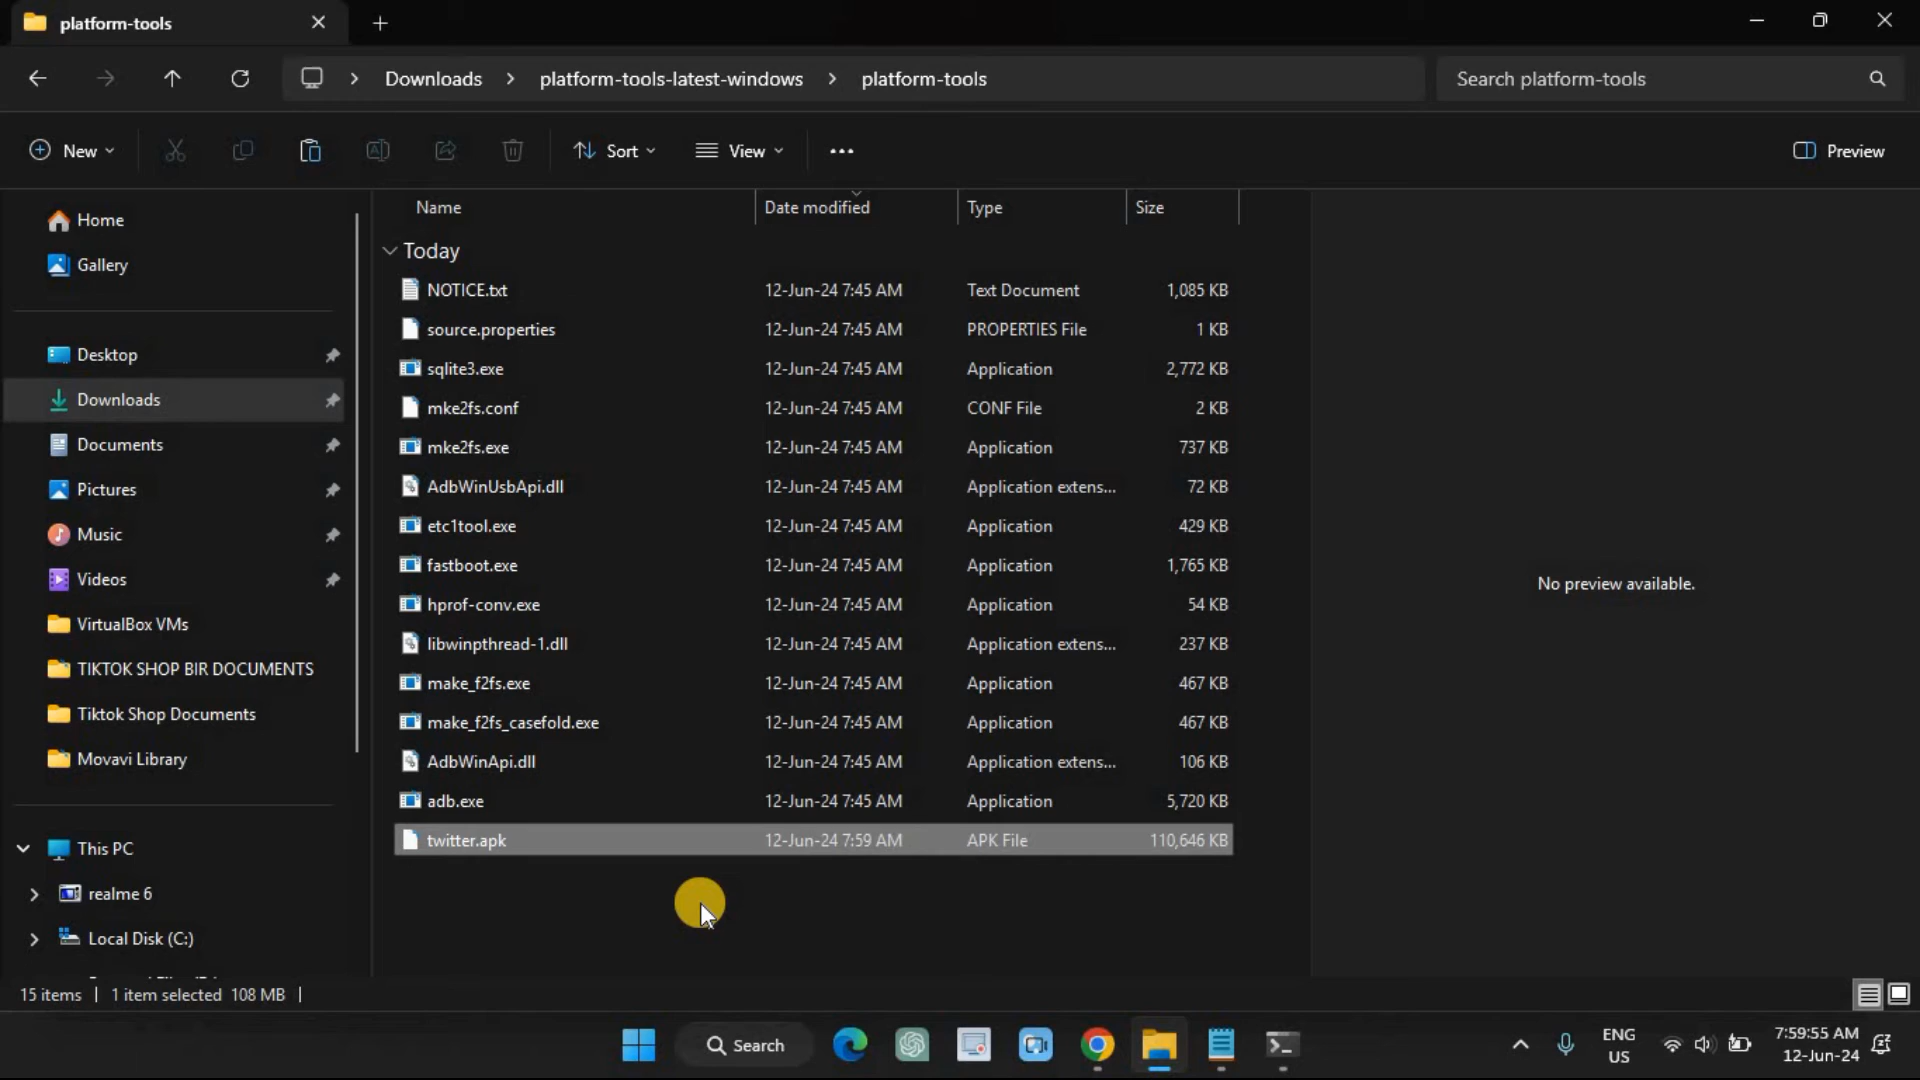 platform-tools
Downloads platform-tools-latest-windows platform-tools
Search platform-tools
New
Sort
View
Preview
Name Date modified Type Size
Home
Gallery
Desktop
Downloads
Documents
Pictures
Music
Videos
VirtualBox VMs
TIKTOK SHOP BIR DOCUMENTS
Tiktok Shop Documents
Movavi Library
This PC
realme 6
Local Disk (C:)
Today
NOTICE.txt 12-Jun-24 7:45 AM Text Document 1,085 KB
source.properties 12-Jun-24 7:45 AM PROPERTIES File 1 KB
sqlite3.exe 12-Jun-24 7:45 AM Application 2,772 KB
mke2fs.conf 12-Jun-24 7:45 AM CONF File 2 KB
mke2fs.exe 12-Jun-24 7:45 AM Application 737 KB
AdbWinUsbApi.dll 12-Jun-24 7:45 AM Application extens... 72 KB
etc1tool.exe 12-Jun-24 7:45 AM Application 429 KB
fastboot.exe 12-Jun-24 7:45 AM Application 1,765 KB
hprof-conv.exe 12-Jun-24 7:45 AM Application 54 KB
libwinpthread-1.dll 12-Jun-24 7:45 AM Application extens... 237 KB
make_f2fs.exe 12-Jun-24 7:45 AM Application 467 KB
make_f2fs_casefold.exe 12-Jun-24 7:45 AM Application 467 KB
AdbWinApi.dll 12-Jun-24 7:45 AM Application extens... 106 KB
adb.exe 12-Jun-24 7:45 AM Application 5,720 KB
twitter.apk 12-Jun-24 7:59 AM APK File 110,646 KB
No preview available.
15 items 1 item selected 108 MB
Search
ENG
US
7:59:55 AM
12-Jun-24